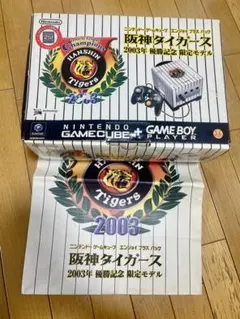 Nintendo
Champions
HANSHIN
Tigers
2003
ニンテンドーゲームキューブ エンジョイプラスパック
阪神タイガース
2003年 優勝記念 限定モデル
NINTENDO
GAMECUBE + GAME BOY
PLAYER
Tigers
2003
ニンテンドーゲームキューブ エンジョイプラスパック
阪神タイガース
2003年 優勝記念 限定モデル